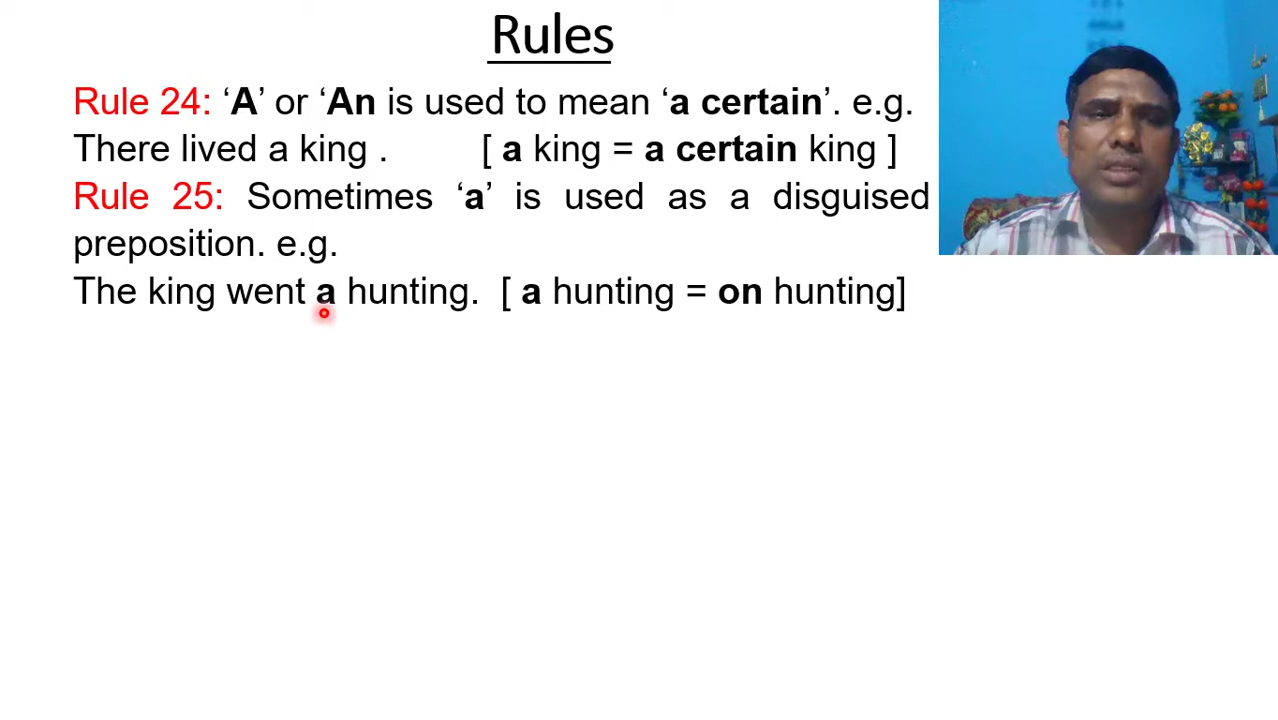 Rules
Rule 24: ‘A’ or ‘An is used to mean ‘a certain’. e.g.
There lived a king . [ a king = a certain king ]
Rule 25: Sometimes ‘a’ is used as a disguised
preposition. e.g.
The king went a hunting. [ a hunting = on hunting]